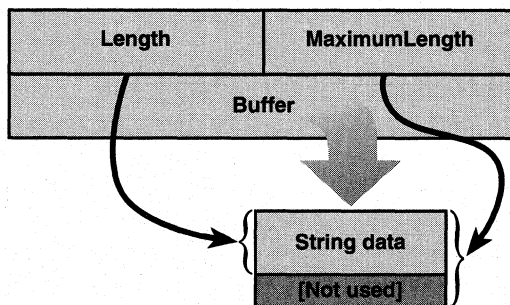 Length MaximumLength
Buffer
String data
[Not used]